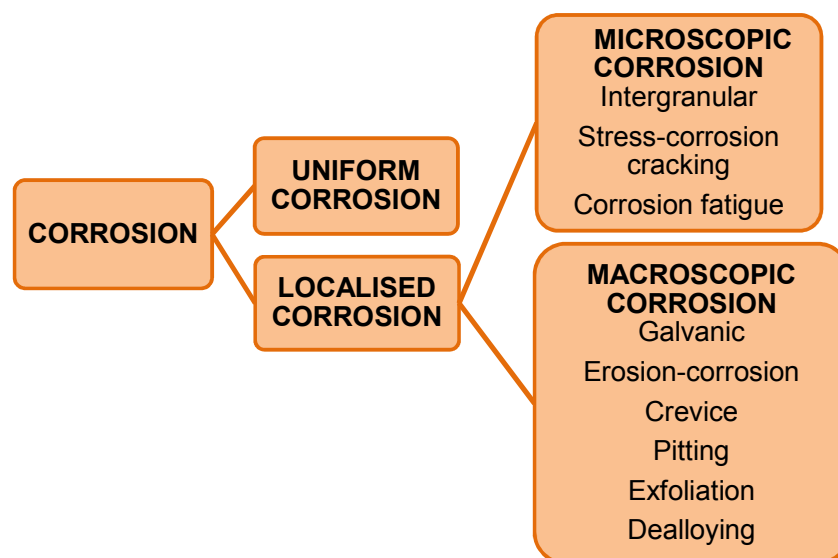 CORROSION
UNIFORM
CORROSION
LOCALISED
CORROSION
MICROSCOPIC
CORROSION
Intergranular
Stress-corrosion
cracking
Corrosion fatigue
MACROSCOPIC
CORROSION
Galvanic
Erosion-corrosion
Crevice
Pitting
Exfoliation
Dealloying